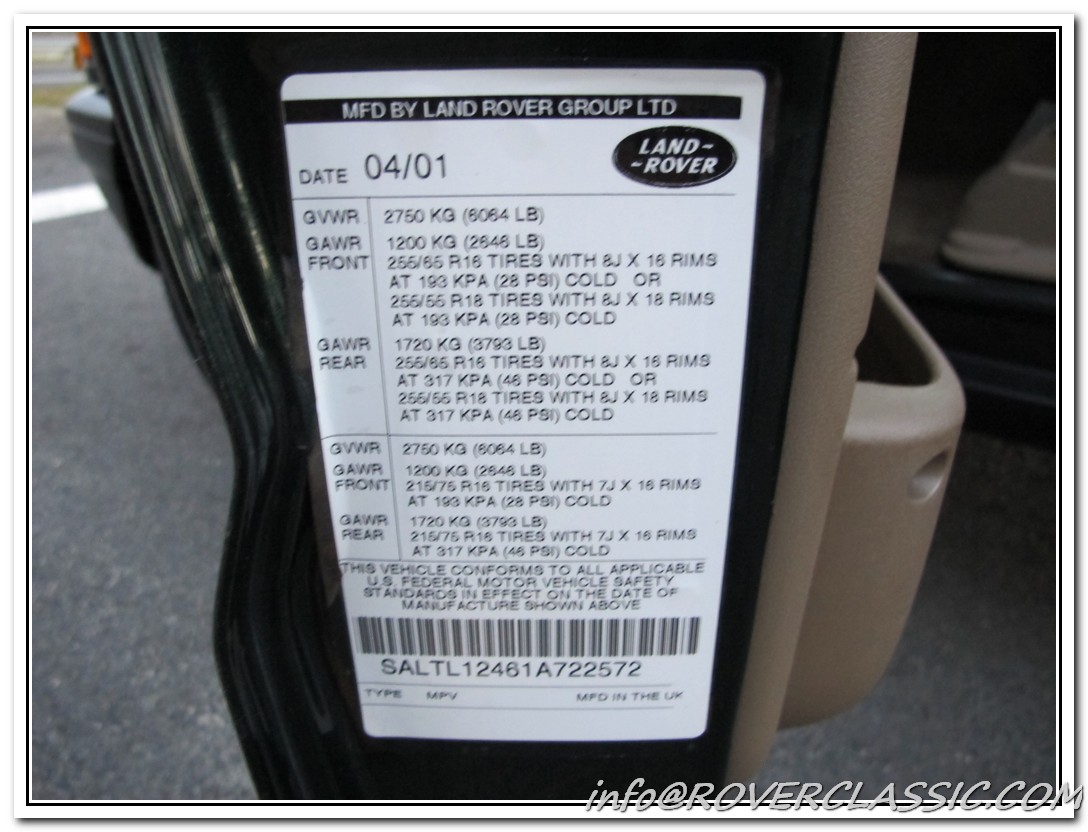 MFD BY LAND ROVER GROUP LTD
DATE 04/01
LAND~
~ROVER
GVWR 2750 KG (6064 LB)
GAWR 1200 KG (2646 LB)
FRONT 255/65 R16 TIRES WITH 8J X 16 RIMS
AT 193 KPA (28 PSI) COLD OR
255/55 R18 TIRES WITH 8J X 18 RIMS
AT 193 KPA (28 PSI) COLD
GAWR 1720 KG (3793 LB)
REAR 255/65 R16 TIRES WITH 8J X 16 RIMS
AT 317 KPA (46 PSI) COLD OR
255/55 R18 TIRES WITH 8J X 18 RIMS
AT 317 KPA (46 PSI) COLD
GVWR 2750 KG (6064 LB)
GAWR 1200 KG (2646 LB)
FRONT 215/75 R16 TIRES WITH 7J X 16 RIMS
AT 193 KPA (28 PSI) COLD
GAWR 1720 KG (3793 LB)
REAR 215/75 R16 TIRES WITH 7J X 16 RIMS
AT 317 KPA (46 PSI) COLD
THIS VEHICLE CONFORMS TO ALL APPLICABLE
U.S. FEDERAL MOTOR VEHICLE SAFETY
STANDARDS IN EFFECT ON THE DATE OF
MANUFACTURE SHOWN ABOVE
SALTL12461A722572
TYPE MPV MFD IN THE UK
info@ROVERCLASSIC.COM